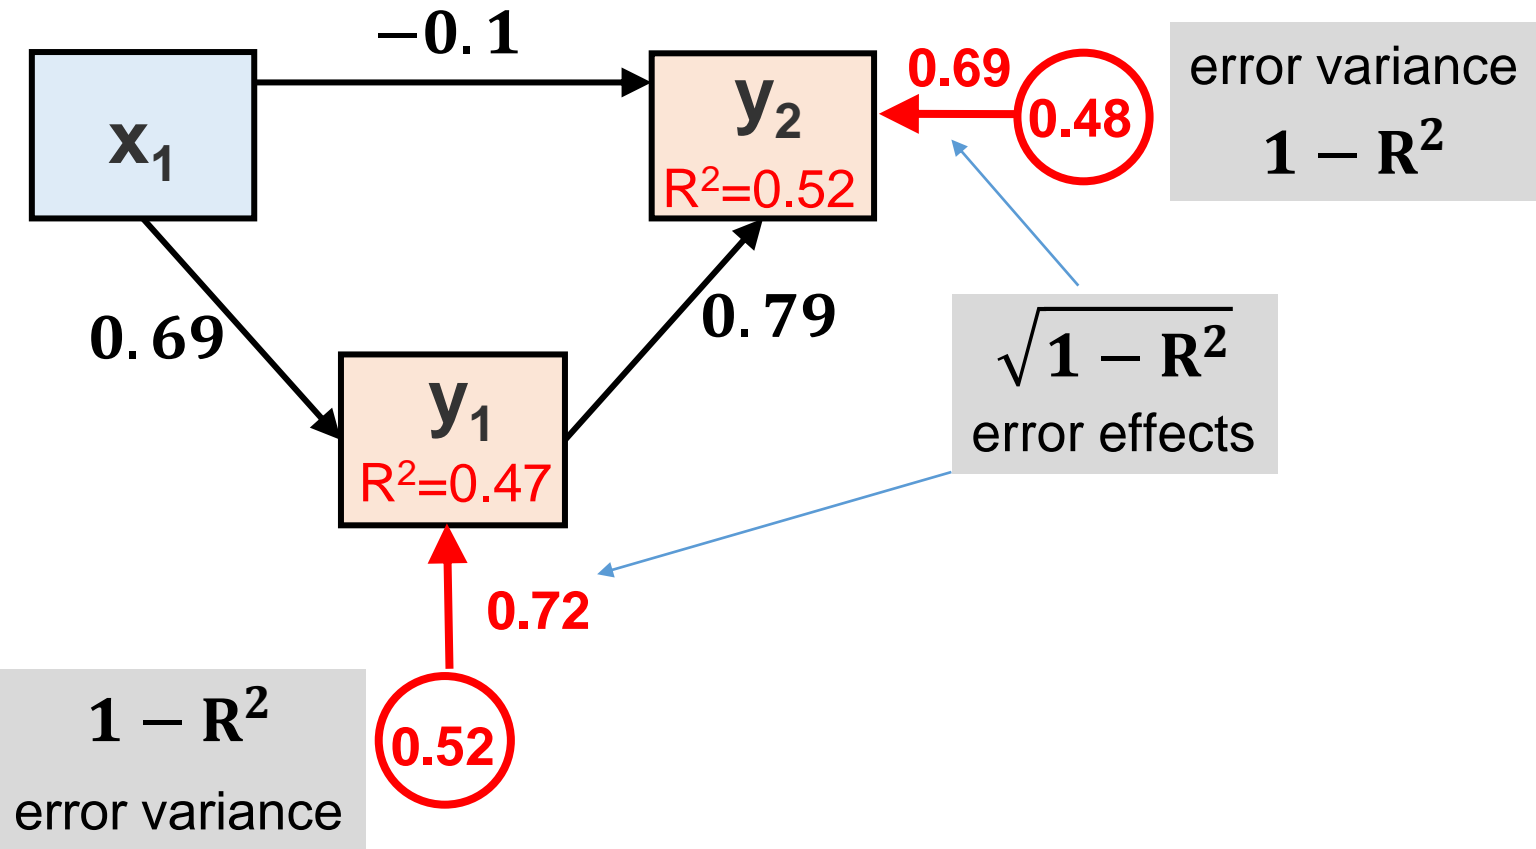 −0.1
x₁
y₂
R²=0.52
0.69
0.48
error variance
1 − R²
0.69
0.79
√1 − R²
error effects
y₁
R²=0.47
0.72
0.52
1 − R²
error variance